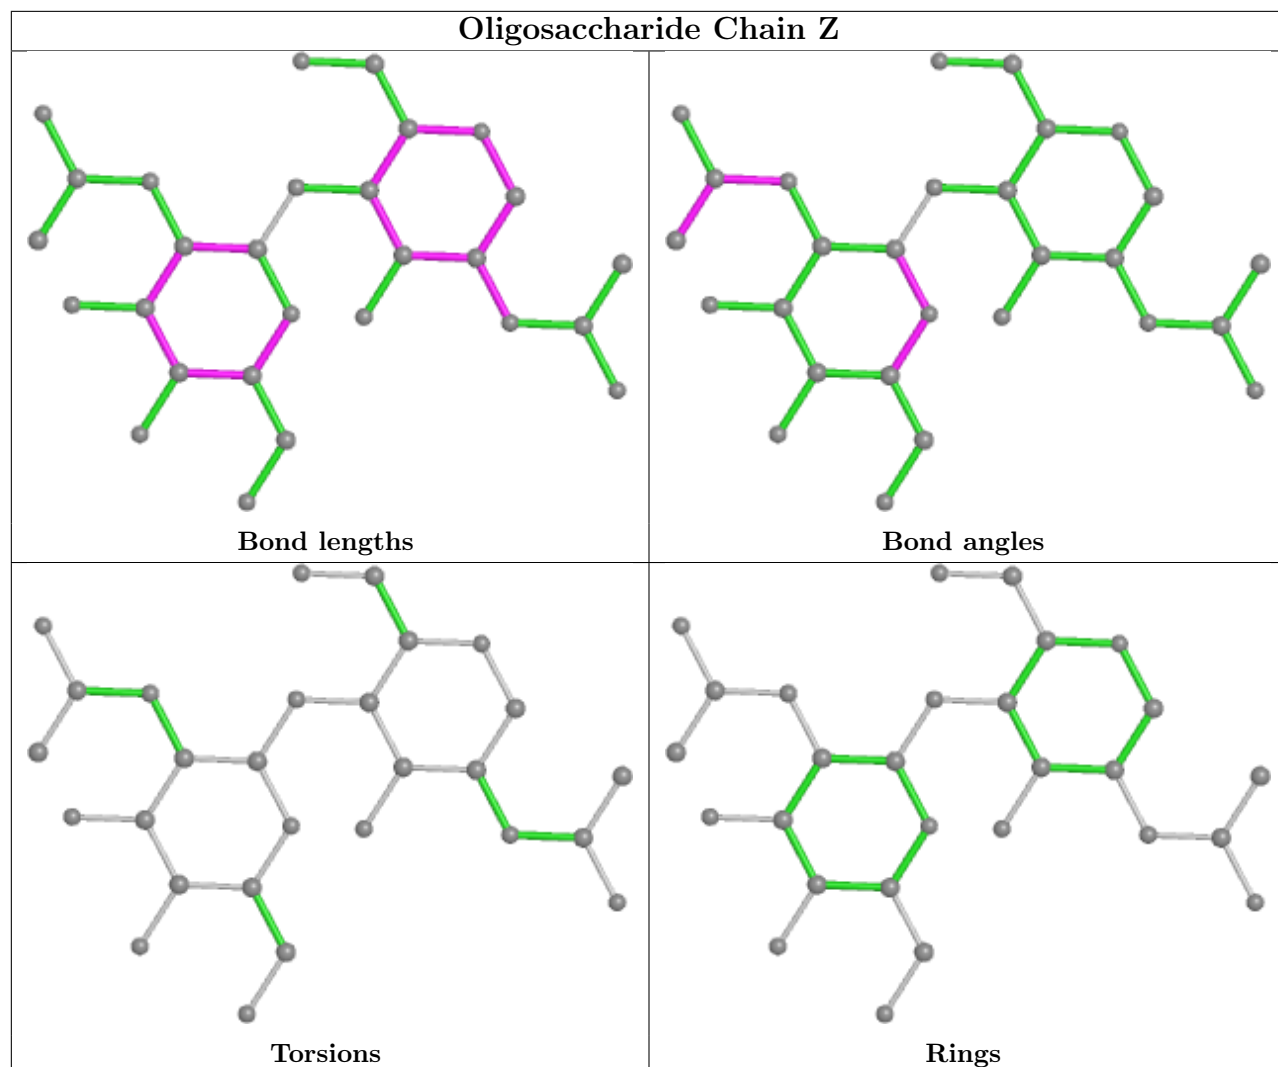 Oligosaccharide Chain Z
Bond lengths
Bond angles
Torsions
Rings